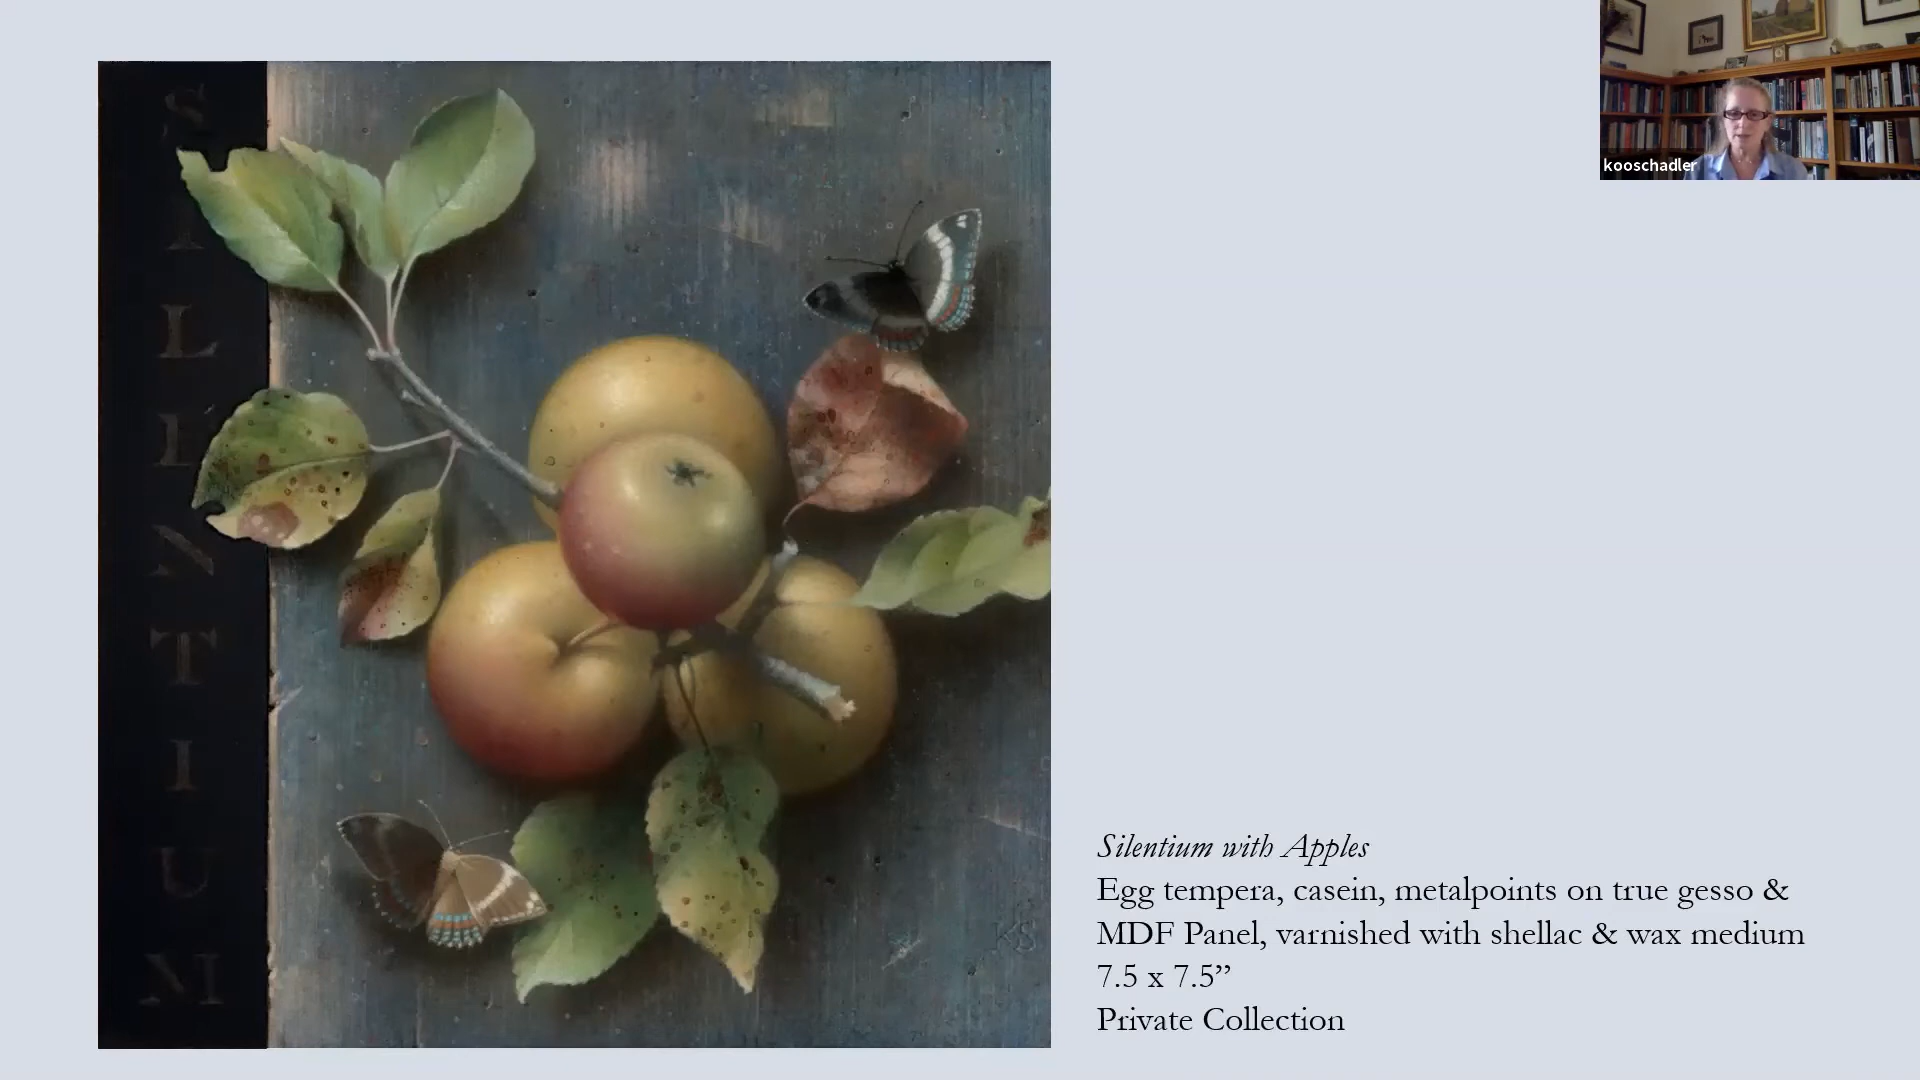 kooschadler
S
I
L
E
N
T
I
U
M
KS
Silentium with Apples
Egg tempera, casein, metalpoints on true gesso &
MDF Panel, varnished with shellac & wax medium
7.5 x 7.5”
Private Collection